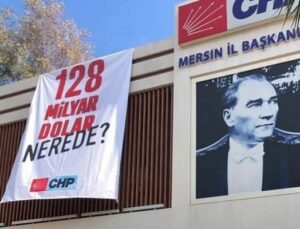 CHP
MERSİN İL BAŞKANL
128
MİLYAR
DOLAR
NEREDE?
CHP